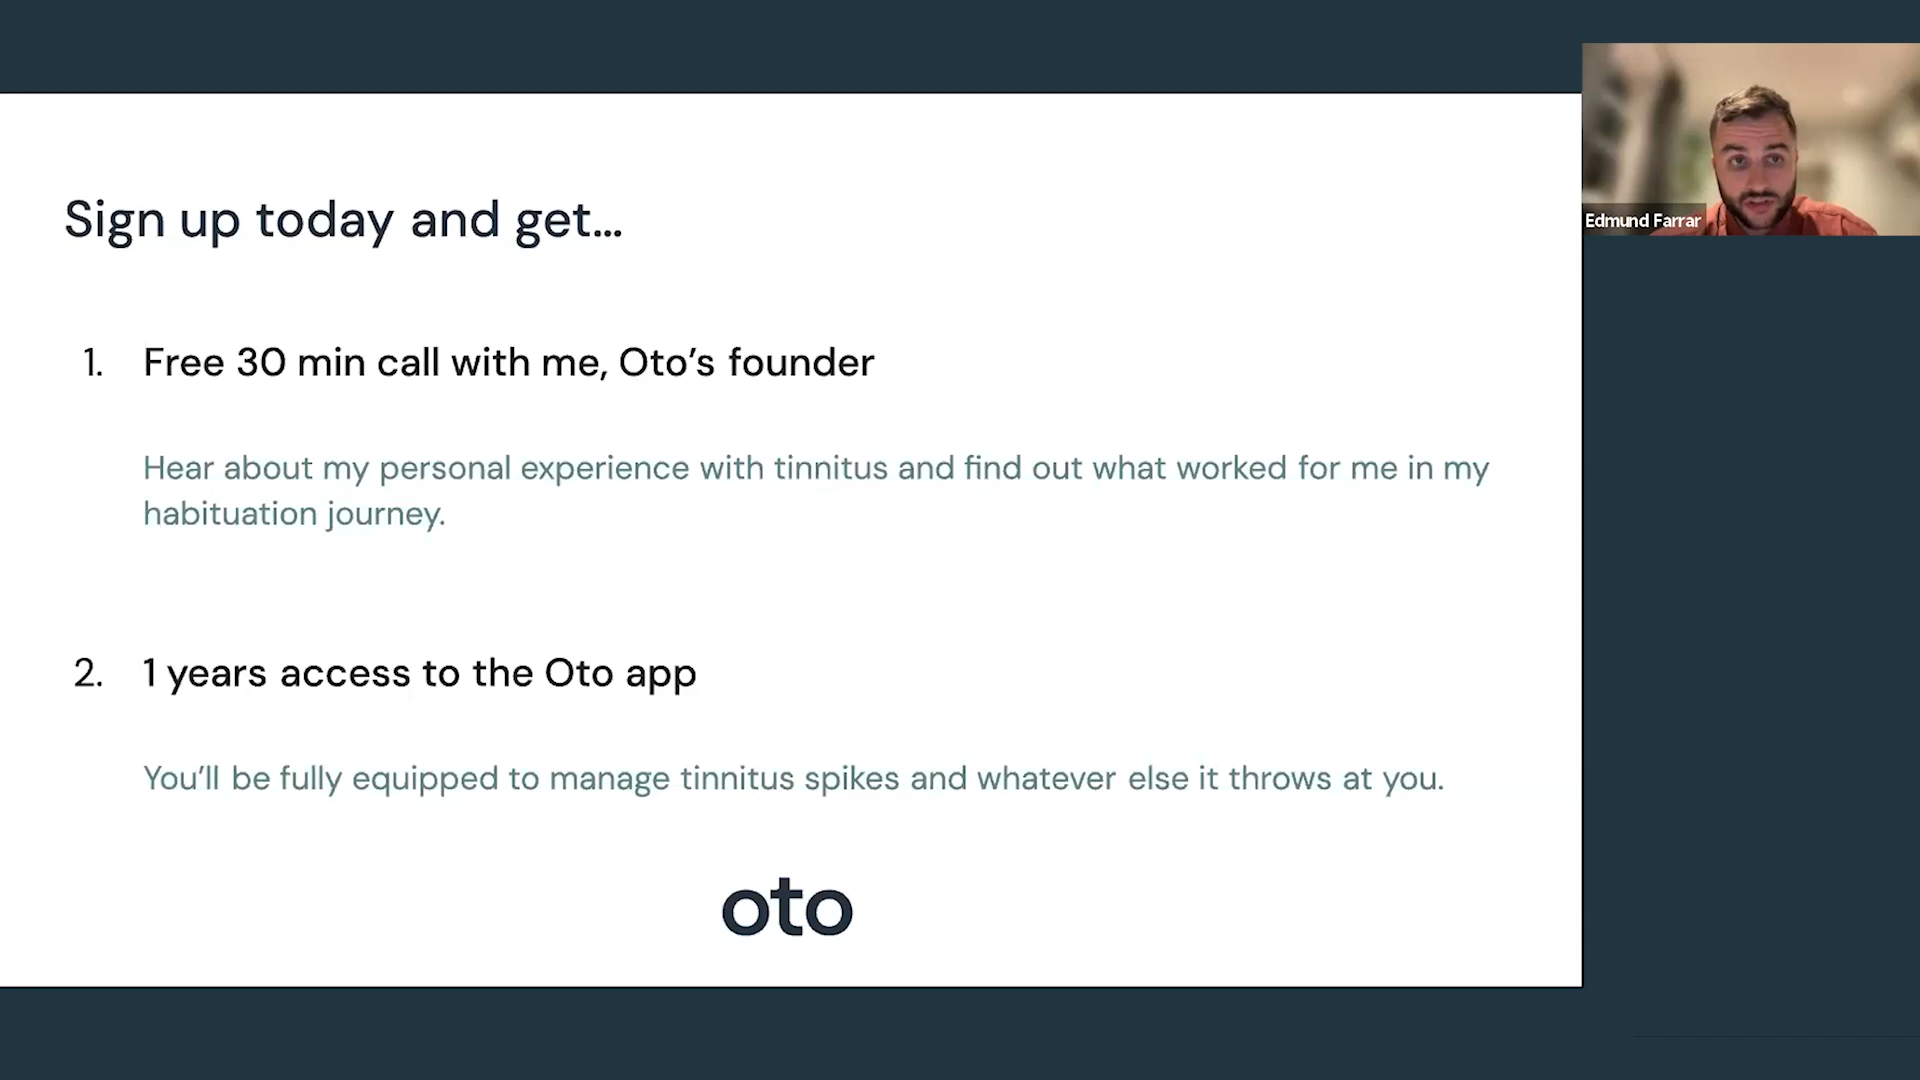 Sign up today and get...
1. Free 30 min call with me, Oto’s founder
Hear about my personal experience with tinnitus and find out what worked for me in my
habituation journey.
2. 1 years access to the Oto app
You’ll be fully equipped to manage tinnitus spikes and whatever else it throws at you.
oto
Edmund Farrar